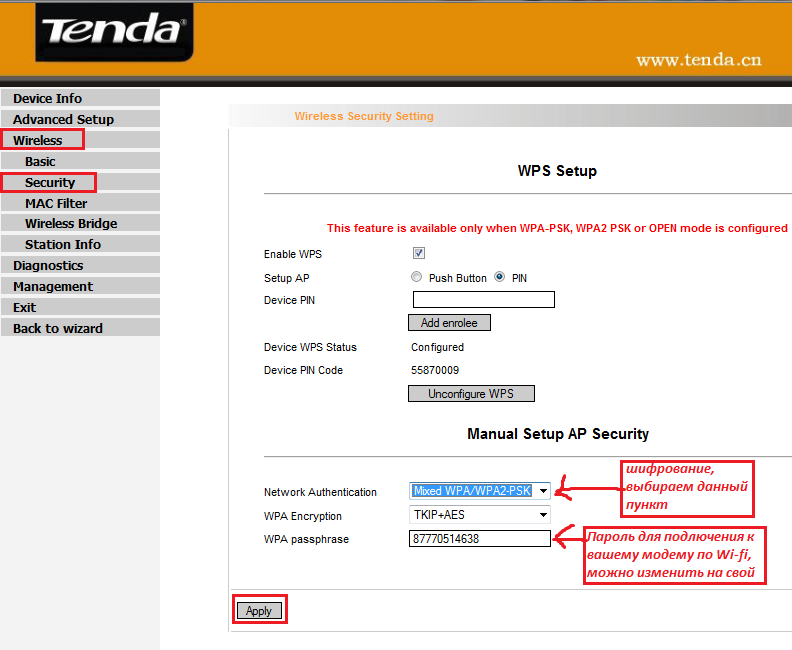 Tenda®
www.tenda.cn
Device Info
Advanced Setup
Wireless
Basic
Security
MAC Filter
Wireless Bridge
Station Info
Diagnostics
Management
Exit
Back to wizard
Wireless Security Setting
WPS Setup
This feature is available only when WPA-PSK, WPA2 PSK or OPEN mode is configured
Enable WPS
Setup AP Push Button PIN
Device PIN
Add enrolee
Device WPS Status Configured
Device PIN Code 55870009
Unconfigure WPS
Manual Setup AP Security
Network Authentication Mixed WPA/WPA2-PSK
WPA Encryption TKIP+AES
WPA passphrase 87770514638
шифрование,
выбираем данный
пункт
Пароль для подлючения к
вашему модему по Wi-fi,
можно изменить на свой
Apply